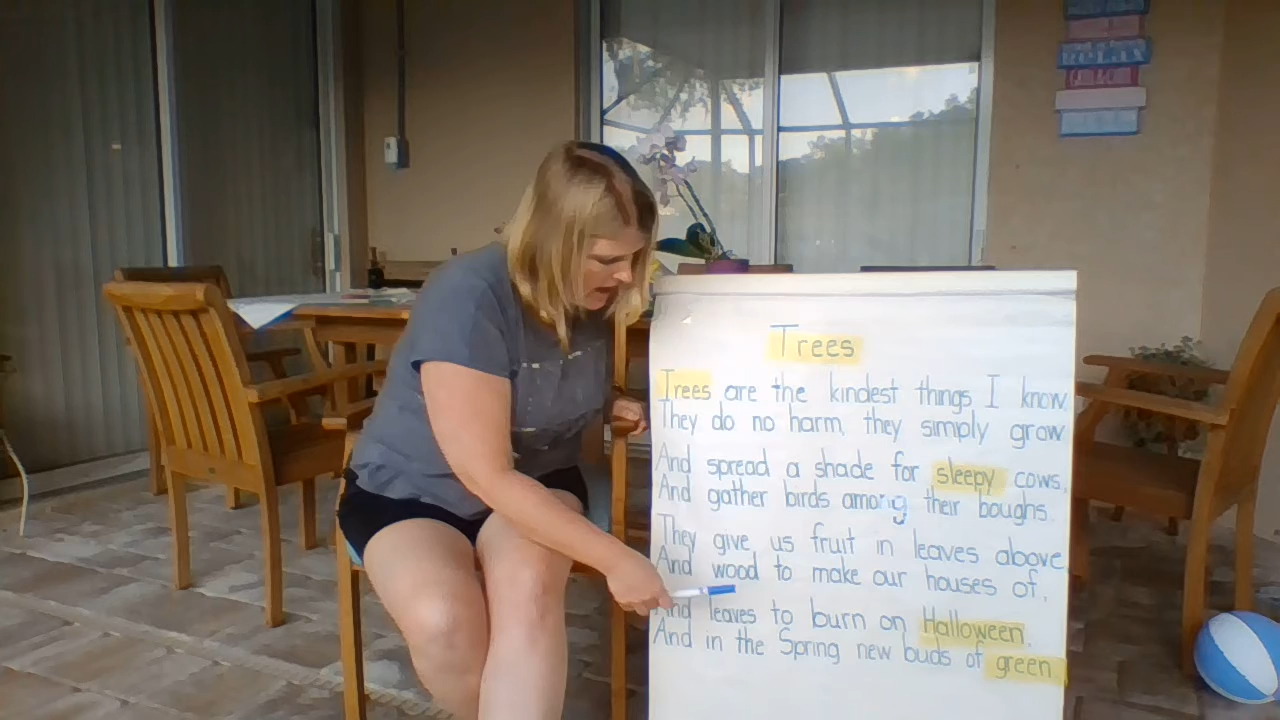 Trees
Trees are the kindest things I know.
They do no harm, they simply grow
And spread a shade for sleepy cows,
And gather birds among their boughs.
They give us fruit in leaves above,
And wood to make our houses of,
And leaves to burn on Halloween,
And in the Spring new buds of green